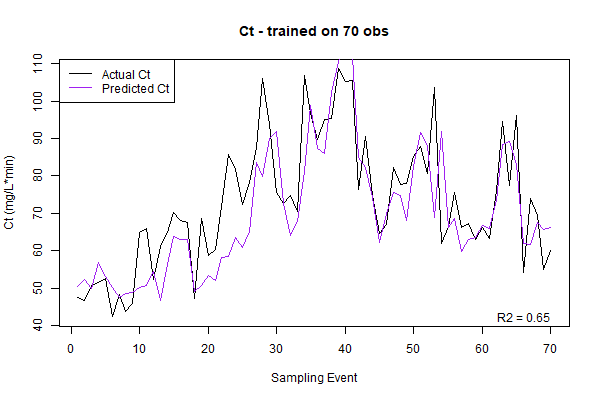 Ct - trained on 70 obs
Actual Ct
Predicted Ct
110
100
90
80
70
60
50
40
Ct (mg/L*min)
R2 = 0.65
0 10 20 30 40 50 60 70
Sampling Event